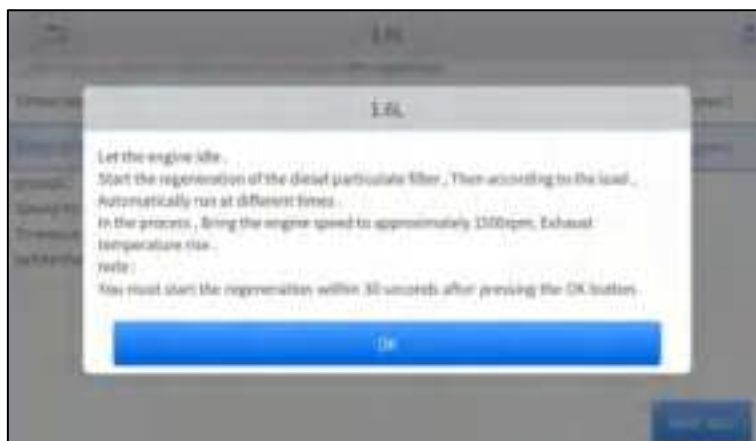 1.6L
1.6L
Let the engine idle .
Start the regeneration of the diesel particulate filter , Then according to the load ,
Automatically run at different times .
In the process , Bring the engine speed to approximately 1500rpm, Exhaust
temperature rise .
note :
You must start the regeneration within 30 seconds after pressing the OK button.
OK